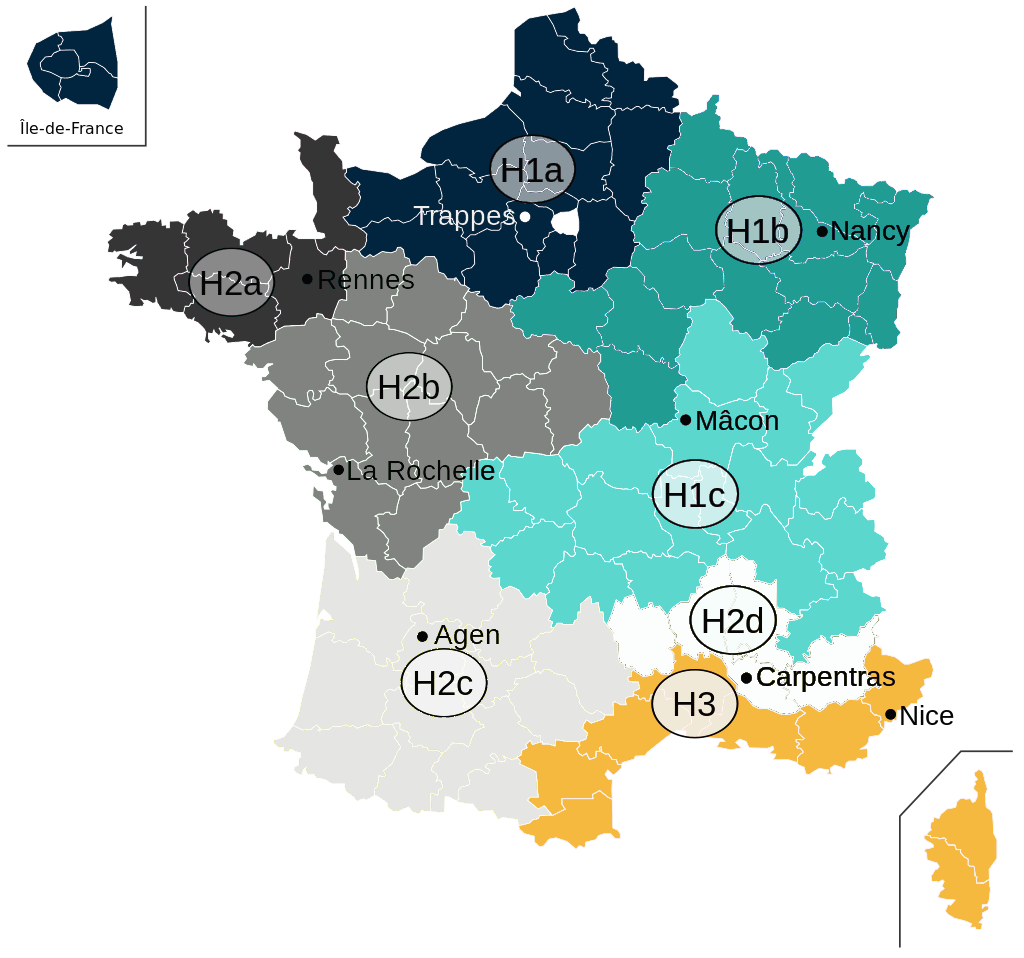 Île-de-France
H1a
Trappes
H1b
Nancy
H2a
Rennes
H2b
Mâcon
La Rochelle
H1c
H2d
Agen
Carpentras
H2c
H3
Nice